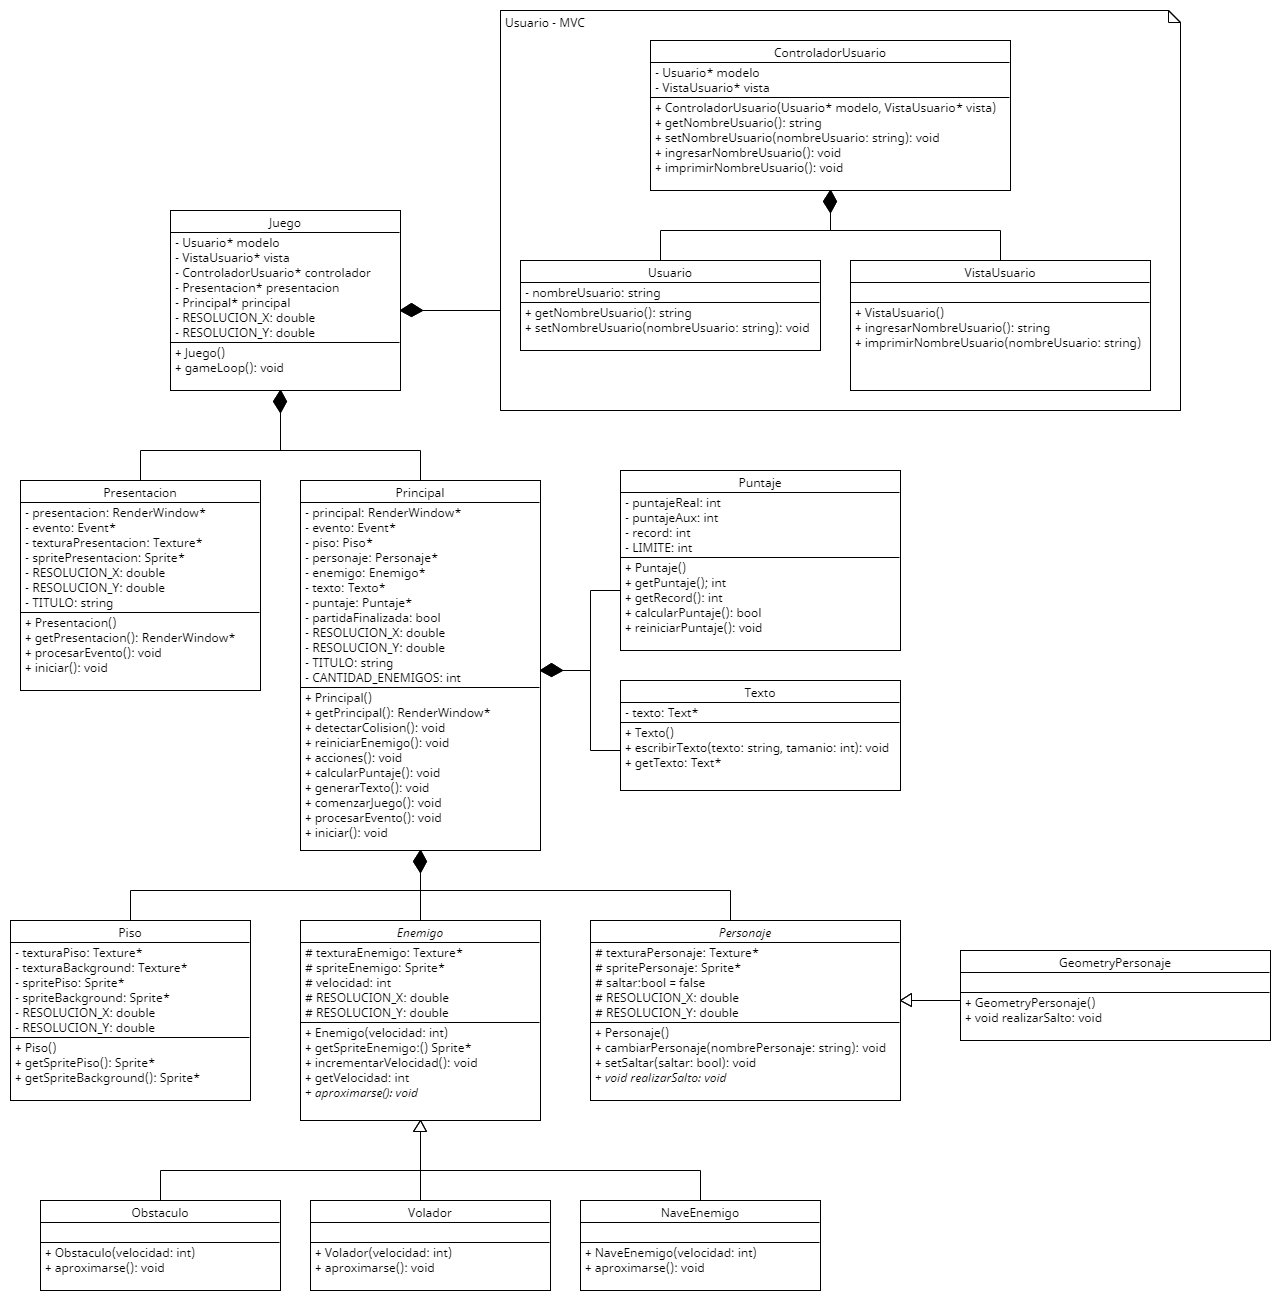 Usuario - MVC
ControladorUsuario
- Usuario* modelo
- VistaUsuario* vista
+ ControladorUsuario(Usuario* modelo, VistaUsuario* vista)
+ getNombreUsuario(): string
+ setNombreUsuario(nombreUsuario: string): void
+ ingresarNombreUsuario(): void
+ imprimirNombreUsuario(): void
Juego
- Usuario* modelo
- VistaUsuario* vista
- ControladorUsuario* controlador
- Presentacion* presentacion
- Principal* principal
- RESOLUCION_X: double
- RESOLUCION_Y: double
+ Juego()
+ gameLoop(): void
Usuario
- nombreUsuario: string
+ getNombreUsuario(): string
+ setNombreUsuario(nombreUsuario: string): void
VistaUsuario
+ VistaUsuario()
+ ingresarNombreUsuario(): string
+ imprimirNombreUsuario(nombreUsuario: string)
Presentacion
- presentacion: RenderWindow*
- evento: Event*
- texturaPresentacion: Texture*
- spritePresentacion: Sprite*
- RESOLUCION_X: double
- RESOLUCION_Y: double
- TITULO: string
+ Presentacion()
+ getPresentacion(): RenderWindow*
+ procesarEvento(): void
+ iniciar(): void
Principal
- principal: RenderWindow*
- evento: Event*
- piso: Piso*
- personaje: Personaje*
- enemigo: Enemigo*
- texto: Texto*
- puntaje: Puntaje*
- partidaFinalizada: bool
- RESOLUCION_X: double
- RESOLUCION_Y: double
- TITULO: string
- CANTIDAD_ENEMIGOS: int
+ Principal()
+ getPrincipal(): RenderWindow*
+ detectarColision(): void
+ reiniciarEnemigo(): void
+ acciones(): void
+ calcularPuntaje(): void
+ generarTexto(): void
+ comenzarJuego(): void
+ procesarEvento(): void
+ iniciar(): void
Puntaje
- puntajeReal: int
- puntajeAux: int
- record: int
- LIMITE: int
+ Puntaje()
+ getPuntaje(); int
+ getRecord(): int
+ calcularPuntaje(): bool
+ reiniciarPuntaje(): void
Texto
- texto: Text*
+ Texto()
+ escribirTexto(texto: string, tamanio: int): void
+ getTexto: Text*
Piso
- texturaPiso: Texture*
- texturaBackground: Texture*
- spritePiso: Sprite*
- spriteBackground: Sprite*
- RESOLUCION_X: double
- RESOLUCION_Y: double
+ Piso()
+ getSpritePiso(): Sprite*
+ getSpriteBackground(): Sprite*
Enemigo
# texturaEnemigo: Texture*
# spriteEnemigo: Sprite*
# velocidad: int
# RESOLUCION_X: double
# RESOLUCION_Y: double
+ Enemigo(velocidad: int)
+ getSpriteEnemigo:() Sprite*
+ incrementarVelocidad(): void
+ getVelocidad: int
+ aproximarse(): void
Personaje
# texturaPersonaje: Texture*
# spritePersonaje: Sprite*
# saltar:bool = false
# RESOLUCION_X: double
# RESOLUCION_Y: double
+ Personaje()
+ cambiarPersonaje(nombrePersonaje: string): void
+ setSaltar(saltar: bool): void
+ void realizarSalto: void
GeometryPersonaje
+ GeometryPersonaje()
+ void realizarSalto: void
Obstaculo
+ Obstaculo(velocidad: int)
+ aproximarse(): void
Volador
+ Volador(velocidad: int)
+ aproximarse(): void
NaveEnemigo
+ NaveEnemigo(velocidad: int)
+ aproximarse(): void